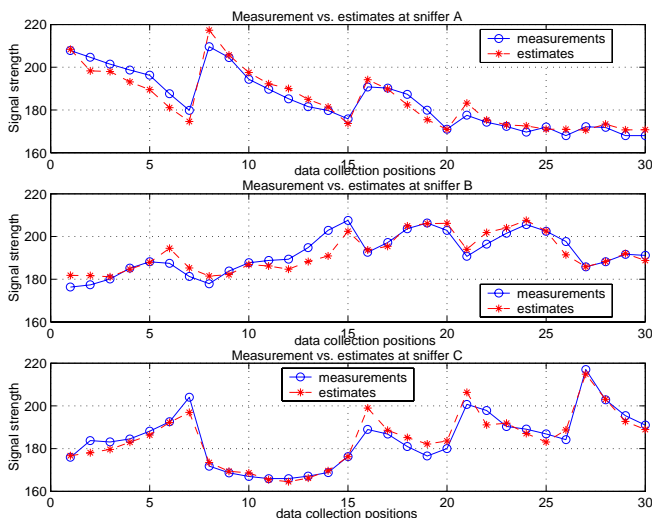 Measurement vs. estimates at sniffer A
220
200
180
160
Signal strength
measurements
estimates
0 5 10 15 20 25 30
data collection positions
Measurement vs. estimates at sniffer B
220
200
180
160
Signal strength
measurements
estimates
0 5 10 15 20 25 30
data collection positions
Measurement vs. estimates at sniffer C
220
200
180
160
Signal strength
measurements
estimates
0 5 10 15 20 25 30
data collection positions